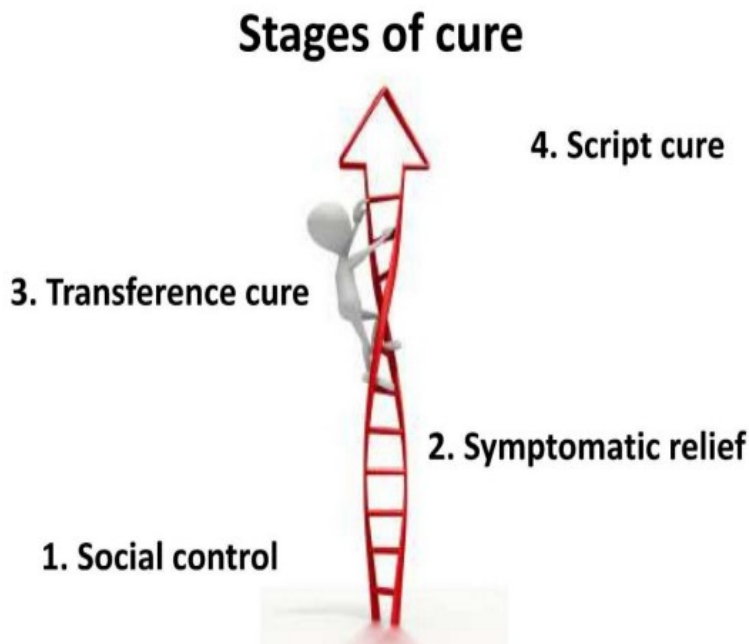 Stages of cure
4. Script cure
3. Transference cure
2. Symptomatic relief
1. Social control